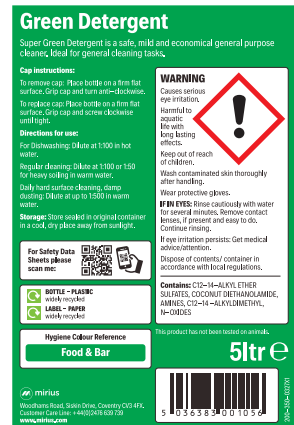 Green Detergent
Super Green Detergent is a safe, mild and economical general purpose
cleaner. Ideal for general cleaning tasks.
Cap instructions:
To remove cap: Place bottle on a firm flat
surface. Grip cap and turn anti-clockwise.
To replace cap: Place bottle on a firm flat
surface. Grip cap and screw clockwise
until tight.
Directions for use:
For Dishwashing: Dilute at 1:100 in hot
water.
Regular cleaning: Dilute at 1:100 or 1:50
for heavy soiling in warm water.
Daily hard surface cleaning, damp
dusting: Dilute at up to 1:500 in warm
water.
Storage: Store sealed in original container
in a cool, dry place away from sunlight.
For Safety Data
Sheets please
scan me:
BOTTLE - PLASTIC
widely recycled
LABEL - PAPER
widely recycled
Hygiene Colour Reference
Food & Bar
mirius
Woodhams Road, Siskin Drive, Coventry CV3 4FX.
Customer Care Line: +44(0)2476 639 739
www.mirius.com
WARNING
Causes serious
eye irritation.
Harmful to
aquatic
life with
long lasting
effects.
Keep out of reach
of children.
Wash contaminated skin thoroughly
after handling.
Wear protective gloves.
IF IN EYES: Rinse cautiously with water
for several minutes. Remove contact
lenses, if present and easy to do.
Continue rinsing.
If eye irritation persists: Get medical
advice/attention.
Dispose of contents/ container in
accordance with local regulations.
Contains: C12-14-ALKYL ETHER
SULFATES, COCONUT DIETHANOLAMIDE,
AMINES, C12-14-ALKYLDIMETHYL,
N-OXIDES
This product has not been tested on animals.
5ltr e
5 036383 001056